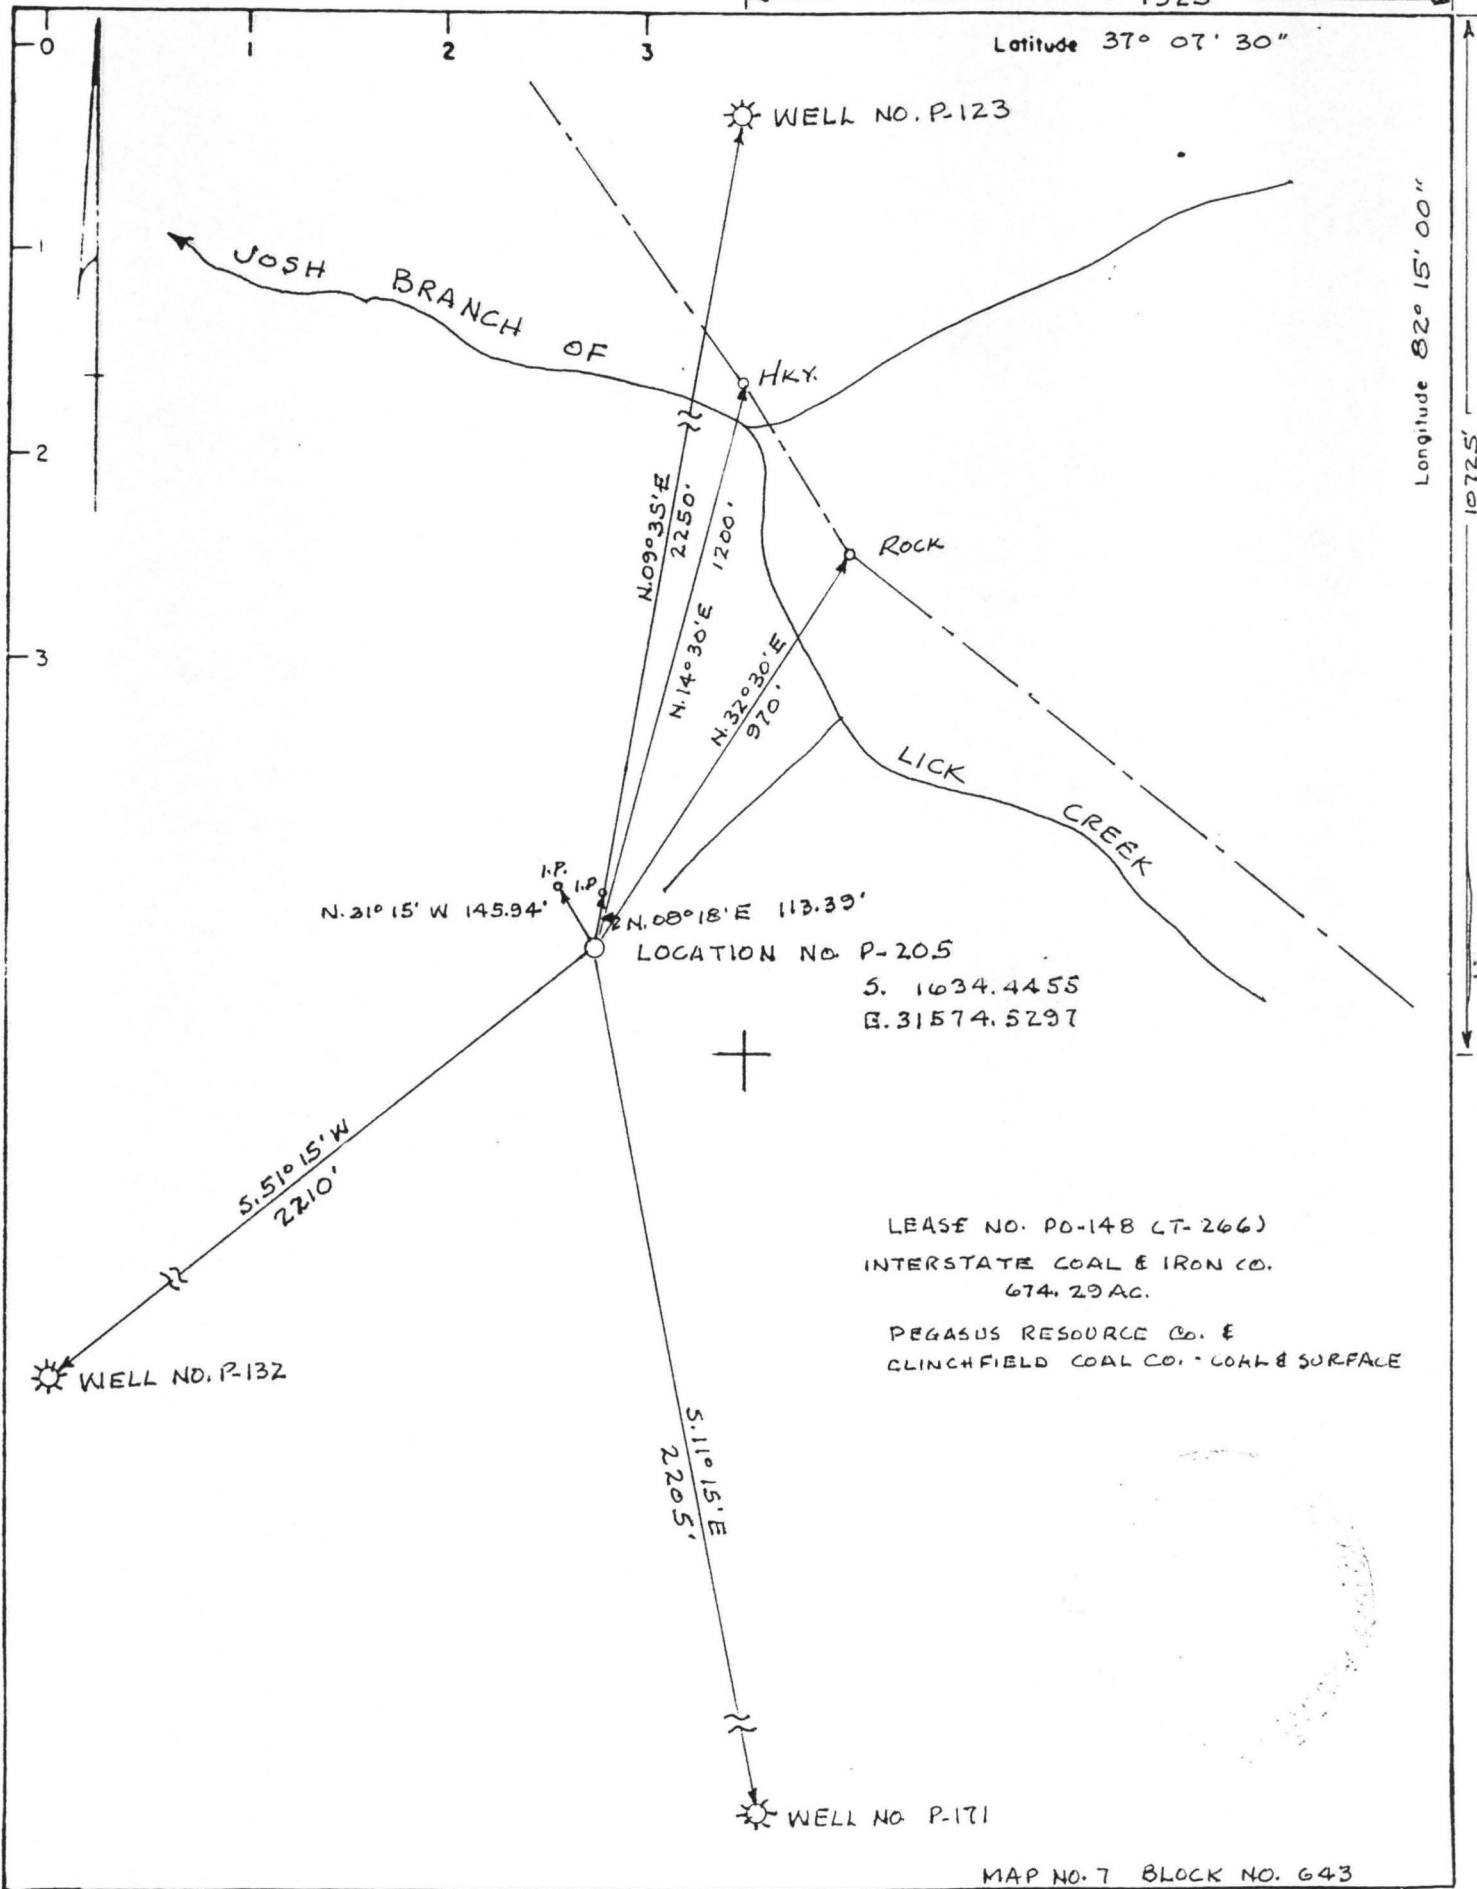 0 1 2 3
Latitude 37° 07' 30"
WELL NO. P-123
Longitude 82° 15' 00"
10725'
1
2
3
JOSH BRANCH OF
HKY.
N.09°35'E
2250'
1200'
N.14°30'E
ROCK
N.32°30'E
970'
LICK CREEK
I.P.
I.P.
N.31°15' W 145.94'
N.08°18'E 113.39'
LOCATION NO. P-205
S. 1634.4455
E. 31574.5297
S.51°15'W
2210'
LEASE NO. PO-148 (T-266)
INTERSTATE COAL & IRON CO.
674.29 AC.
PEGASUS RESOURCE CO. &
CLINCHFIELD COAL CO. - COAL & SURFACE
WELL NO. P-132
S.11°15'E
2205'
WELL NO. P-171
MAP NO. 7 BLOCK NO. 643